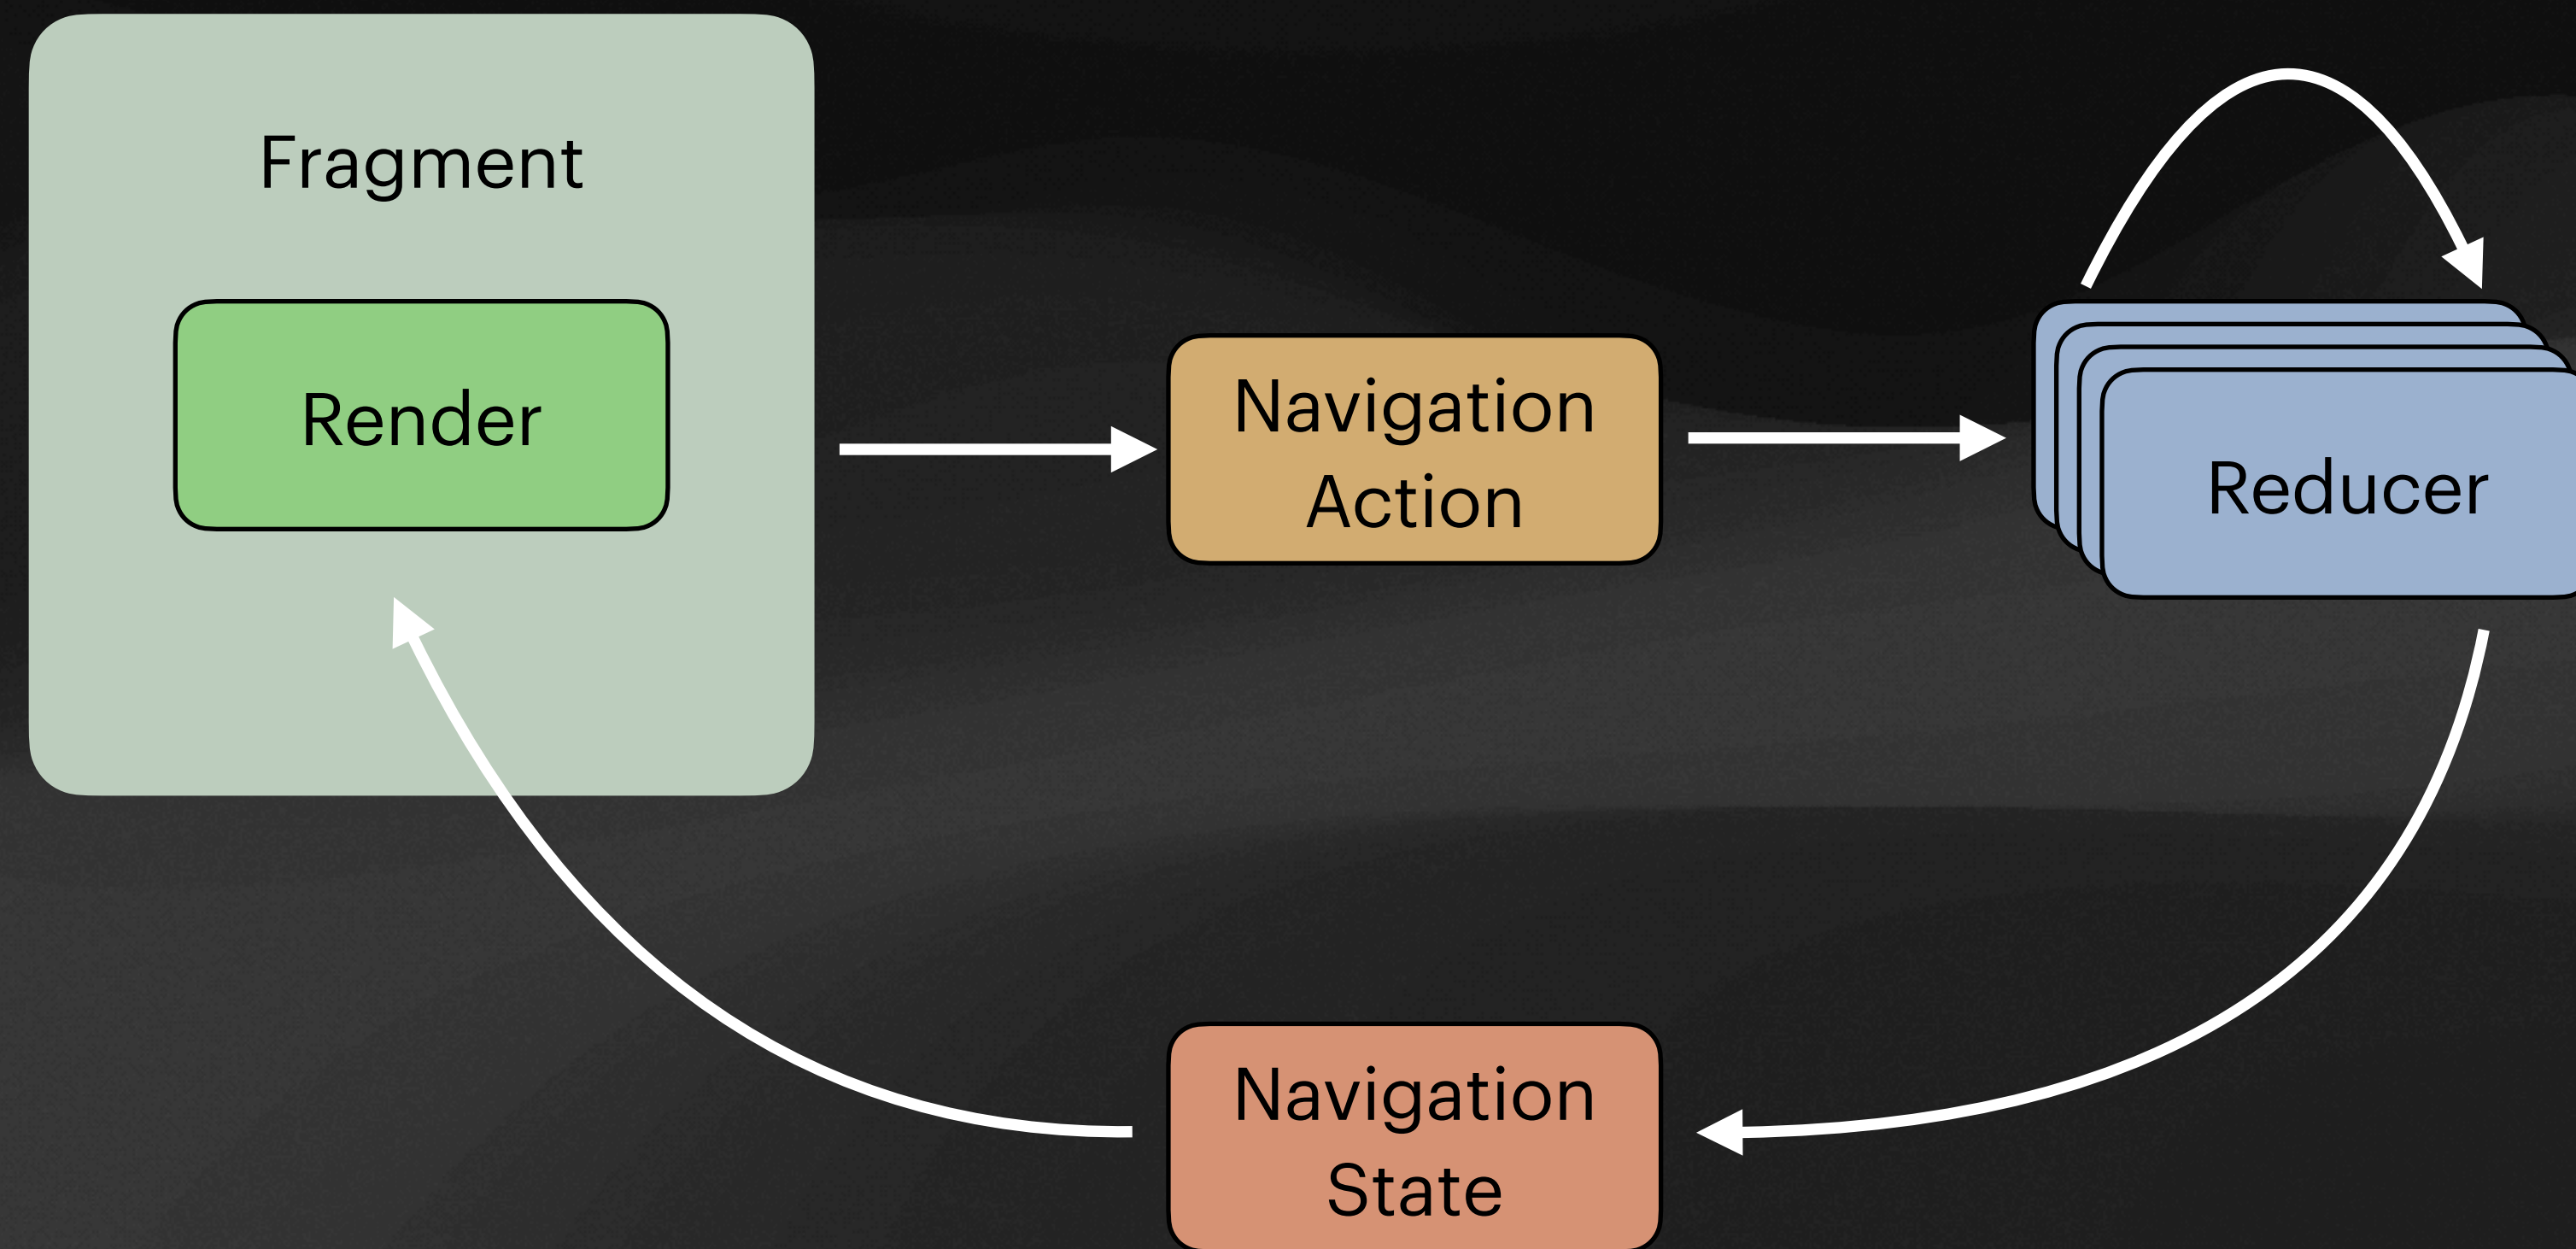 Fragment
Render
Navigation
Action
Reducer
Navigation
State